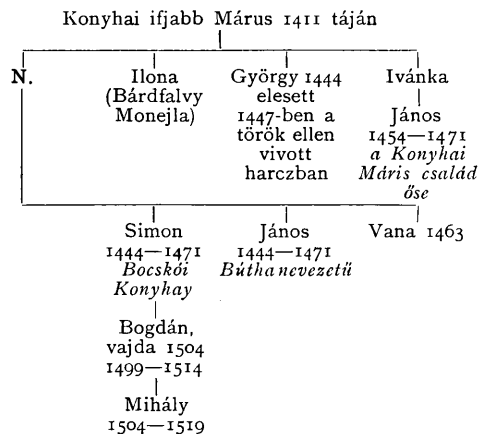 Konyhai ifjabb Márus 1411 táján
N.
Ilona
(Bárdfalvy
Monejla)
György 1444
elesett
1447-ben a
török ellen
vivott
harczban
Ivánka
János
1454—1471
a Konyhai
Máris család
őse
Simon
1444—1471
Bocskói
Konyhay
János
1444—1471
Bútha nevezetű
Vana 1463
Bogdán,
vajda 1504
1499—1514
Mihály
1504—1519